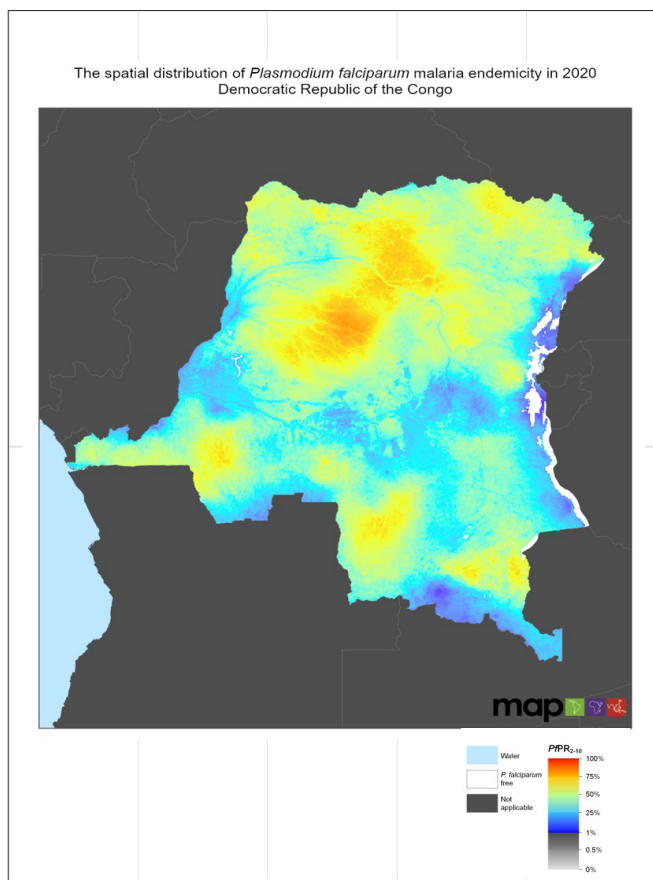 The spatial distribution of Plasmodium falciparum malaria endemicity in 2020
Democratic Republic of the Congo
map
Water
P. falciparum
free
Not
applicable
PfPR2-10
100%
75%
50%
25%
1%
0.5%
0%